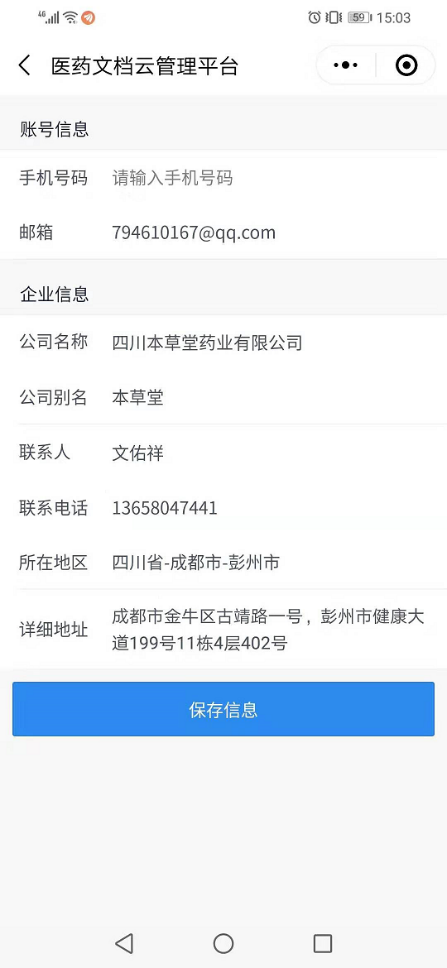 4G 59 15:03
医药文档云管理平台
账号信息
手机号码 请输入手机号码
邮箱 794610167@qq.com
企业信息
公司名称 四川本草堂药业有限公司
公司别名 本草堂
联系人 文佑祥
联系电话 13658047441
所在地区 四川省-成都市-彭州市
详细地址 成都市金牛区古靖路一号，彭州市健康大
道199号11栋4层402号
保存信息